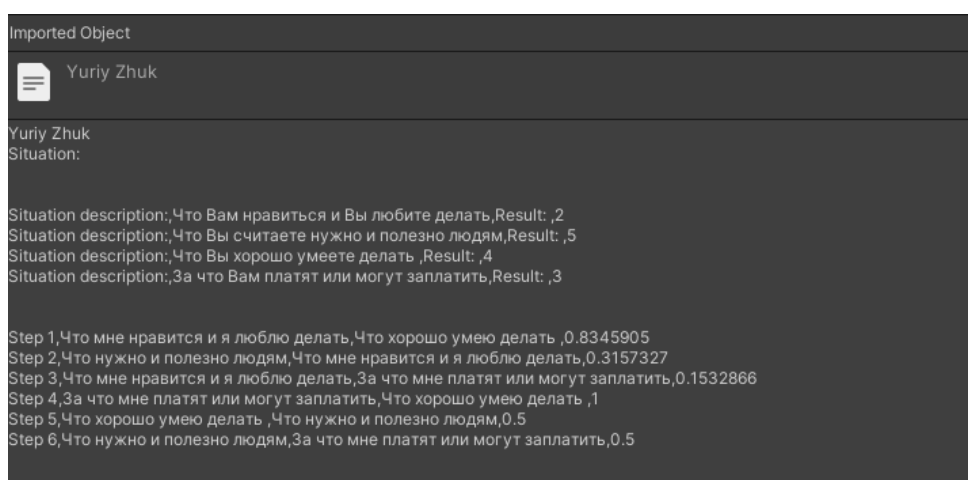 Imported Object
Yuriy Zhuk
Yuriy Zhuk
Situation:
Situation description:,Что Вам нравиться и Вы любите делать,Result: ,2
Situation description:,Что Вы считаете нужно и полезно людям,Result: ,5
Situation description:,Что Вы хорошо умеете делать ,Result: ,4
Situation description:,За что Вам платят или могут заплатить,Result: ,3
Step 1,Что мне нравится и я люблю делать,Что хорошо умею делать ,0.8345905
Step 2,Что нужно и полезно людям,Что мне нравится и я люблю делать,0.3157327
Step 3,Что мне нравится и я люблю делать,За что мне платят или могут заплатить,0.1532866
Step 4,За что мне платят или могут заплатить,Что хорошо умею делать ,1
Step 5,Что хорошо умею делать ,Что нужно и полезно людям,0.5
Step 6,Что нужно и полезно людям,За что мне платят или могут заплатить,0.5